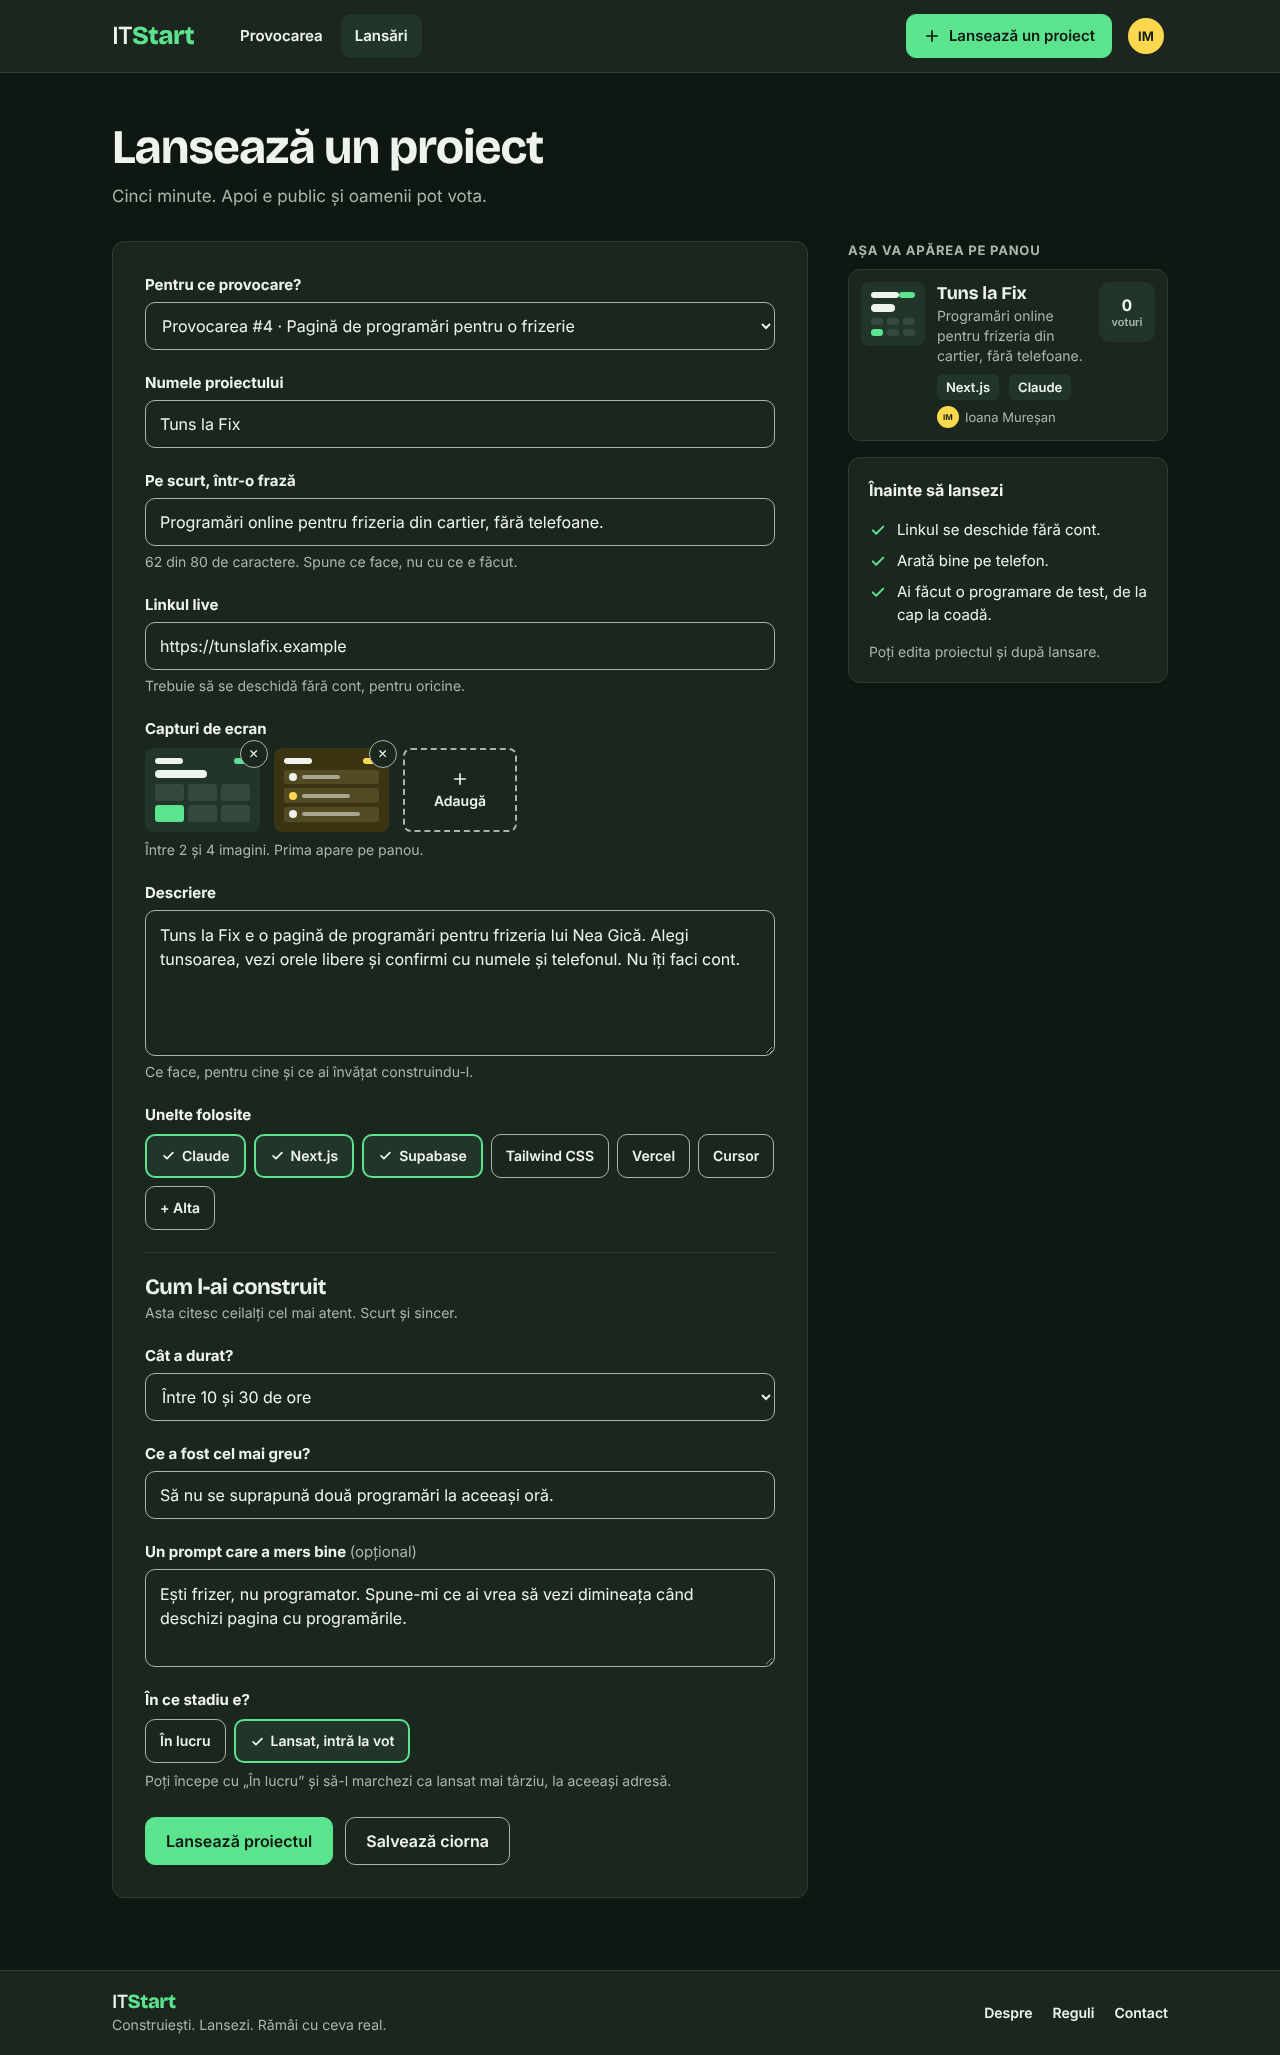 ITStart
Provocarea
Lansări
+ Lansează un proiect
IM
Lansează un proiect
Cinci minute. Apoi e public și oamenii pot vota.
Pentru ce provocare?
Provocarea #4 · Pagină de programări pentru o frizerie
Numele proiectului
Tuns la Fix
Pe scurt, într-o frază
Programări online pentru frizeria din cartier, fără telefoane.
62 din 80 de caractere. Spune ce face, nu cu ce e făcut.
Linkul live
https://tunslafix.example
Trebuie să se deschidă fără cont, pentru oricine.
Capturi de ecran
×
×
+
Adaugă
Între 2 și 4 imagini. Prima apare pe panou.
Descriere
Tuns la Fix e o pagină de programări pentru frizeria lui Nea Gică. Alegi
tunsoarea, vezi orele libere și confirmi cu numele și telefonul. Nu îți faci cont.
Ce face, pentru cine și ce ai învățat construindu-l.
Unelte folosite
Claude
Next.js
Supabase
Tailwind CSS
Vercel
Cursor
+ Alta
Cum l-ai construit
Asta citesc ceilalți cel mai atent. Scurt și sincer.
Cât a durat?
Între 10 și 30 de ore
Ce a fost cel mai greu?
Să nu se suprapună două programări la aceeași oră.
Un prompt care a mers bine (opțional)
Ești frizer, nu programator. Spune-mi ce ai vrea să vezi dimineața când
deschizi pagina cu programările.
În ce stadiu e?
În lucru
Lansat, intră la vot
Poți începe cu „În lucru” și să-l marchezi ca lansat mai târziu, la aceeași adresă.
Lansează proiectul
Salvează ciorna
AȘA VA APĂREA PE PANOU
Tuns la Fix
Programări online
pentru frizeria din
cartier, fără telefoane.
Next.js
Claude
IM
Ioana Mureșan
0
voturi
Înainte să lansezi
Linkul se deschide fără cont.
Arată bine pe telefon.
Ai făcut o programare de test, de la
cap la coadă.
Poți edita proiectul și după lansare.
ITStart
Construiești. Lansezi. Rămâi cu ceva real.
Despre
Reguli
Contact